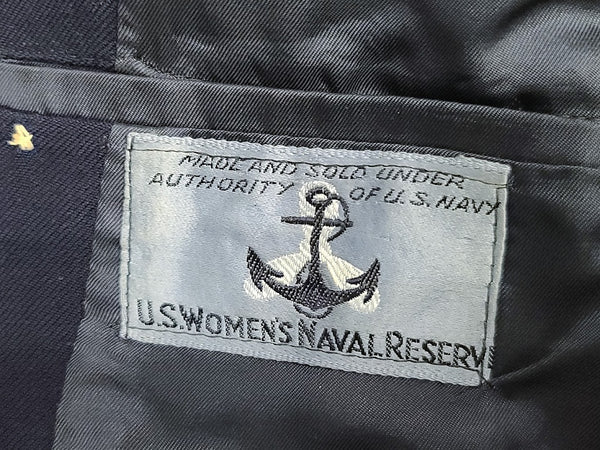 MADE AND SOLD UNDER
AUTHORITY OF U.S. NAVY
U.S. WOMEN'S NAVAL RESERV